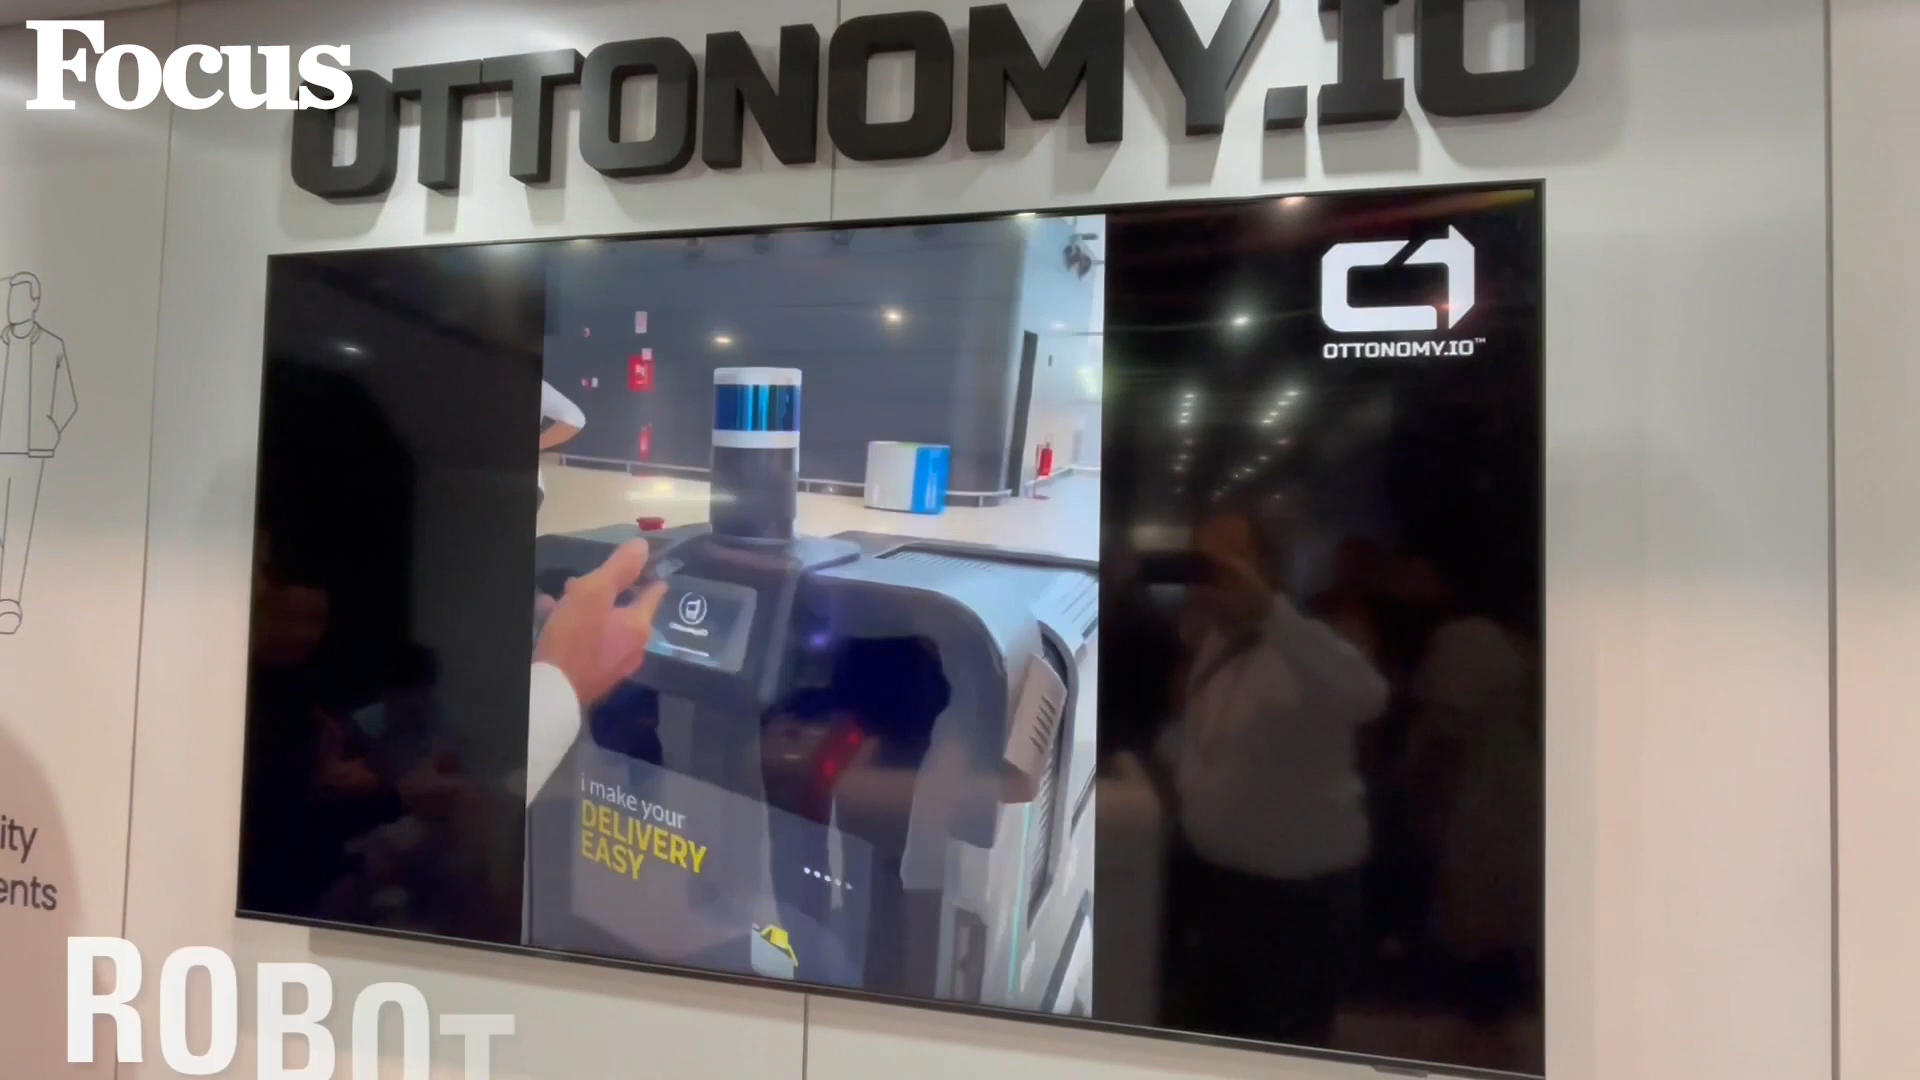 Focus
OTTONOMY.IO
OTTONOMY.IO™
i make your
DELIVERY
EASY
ity
ents
ROBOT